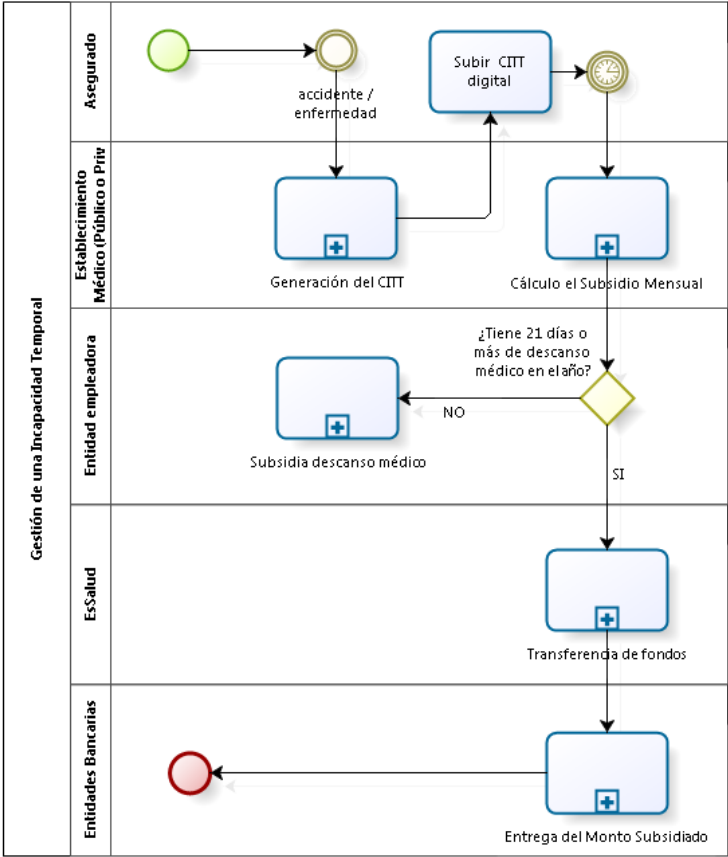 Gestión de una Incapacidad Temporal
Asegurado
accidente /
enfermedad
Subir CITT
digital
Establecimiento
Médico (Público o Priv
Generación del CITT
Cálculo el Subsidio Mensual
Entidad empleadora
¿Tiene 21 días o
más de descanso
médico en el año?
NO
Subsidia descanso médico
SI
EsSalud
Transferencia de fondos
Entidades Bancarias
Entrega del Monto Subsidiado